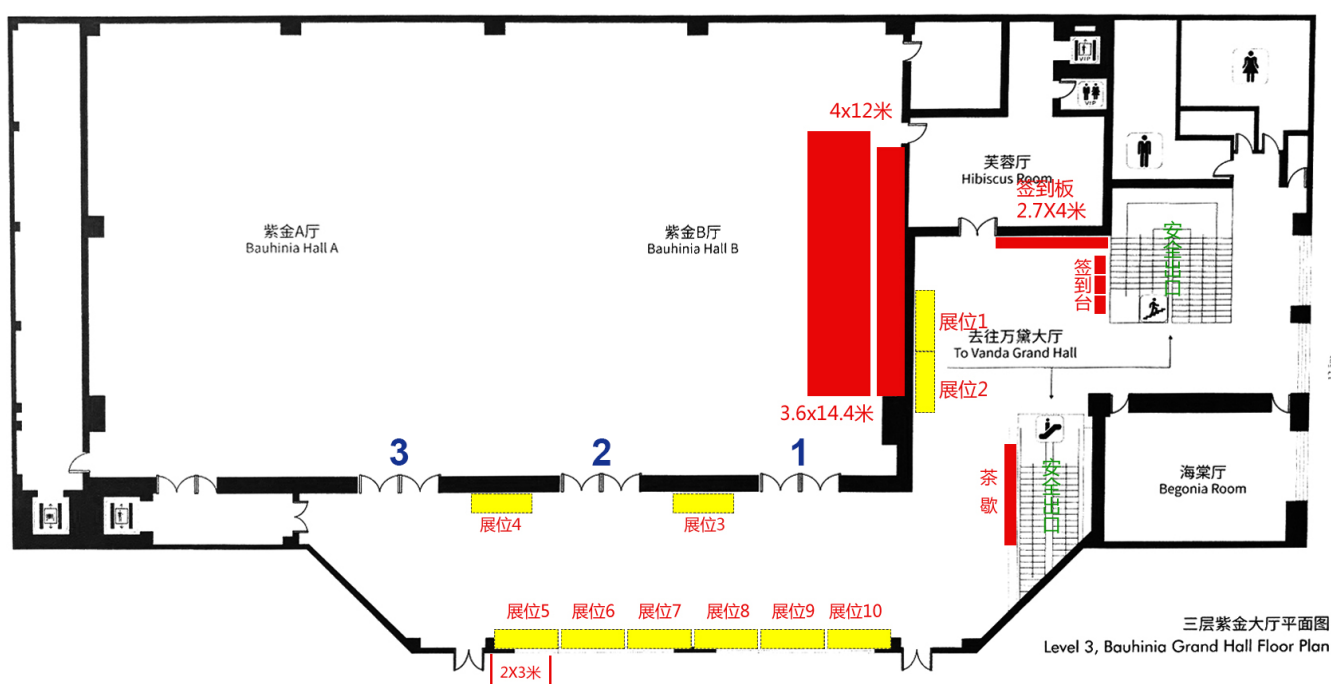 VIP
VIP
4x12米
芙蓉厅
Hibiscus Room
签到板
2.7X4米
紫金A厅
Bauhinia Hall A
紫金B厅
Bauhinia Hall B
安全出口
签到台
展位1
去往万黛大厅
To Vanda Grand Hall
展位2
3.6x14.4米
3
2
1
茶歇
安全出口
海棠厅
Begonia Room
展位4
展位3
展位5
展位6
展位7
展位8
展位9
展位10
三层紫金大厅平面图
Level 3, Bauhinia Grand Hall Floor Plan
2X3米